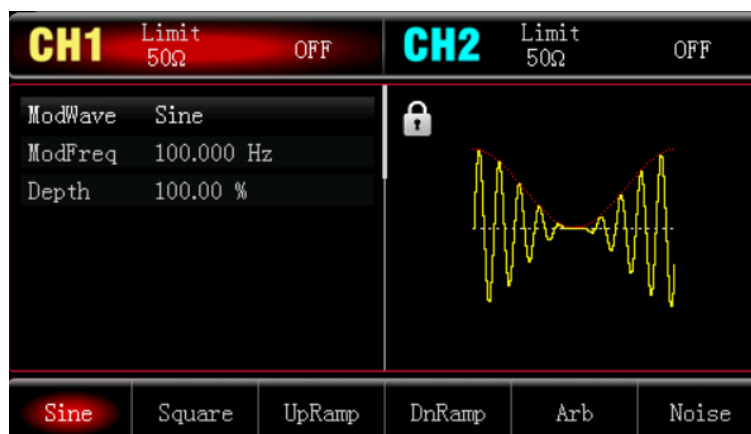 CH1 Limit 50Ω OFF CH2 Limit 50Ω OFF
ModWave Sine
ModFreq 100.000 Hz
Depth 100.00 %
Sine Square UpRamp DnRamp Arb Noise